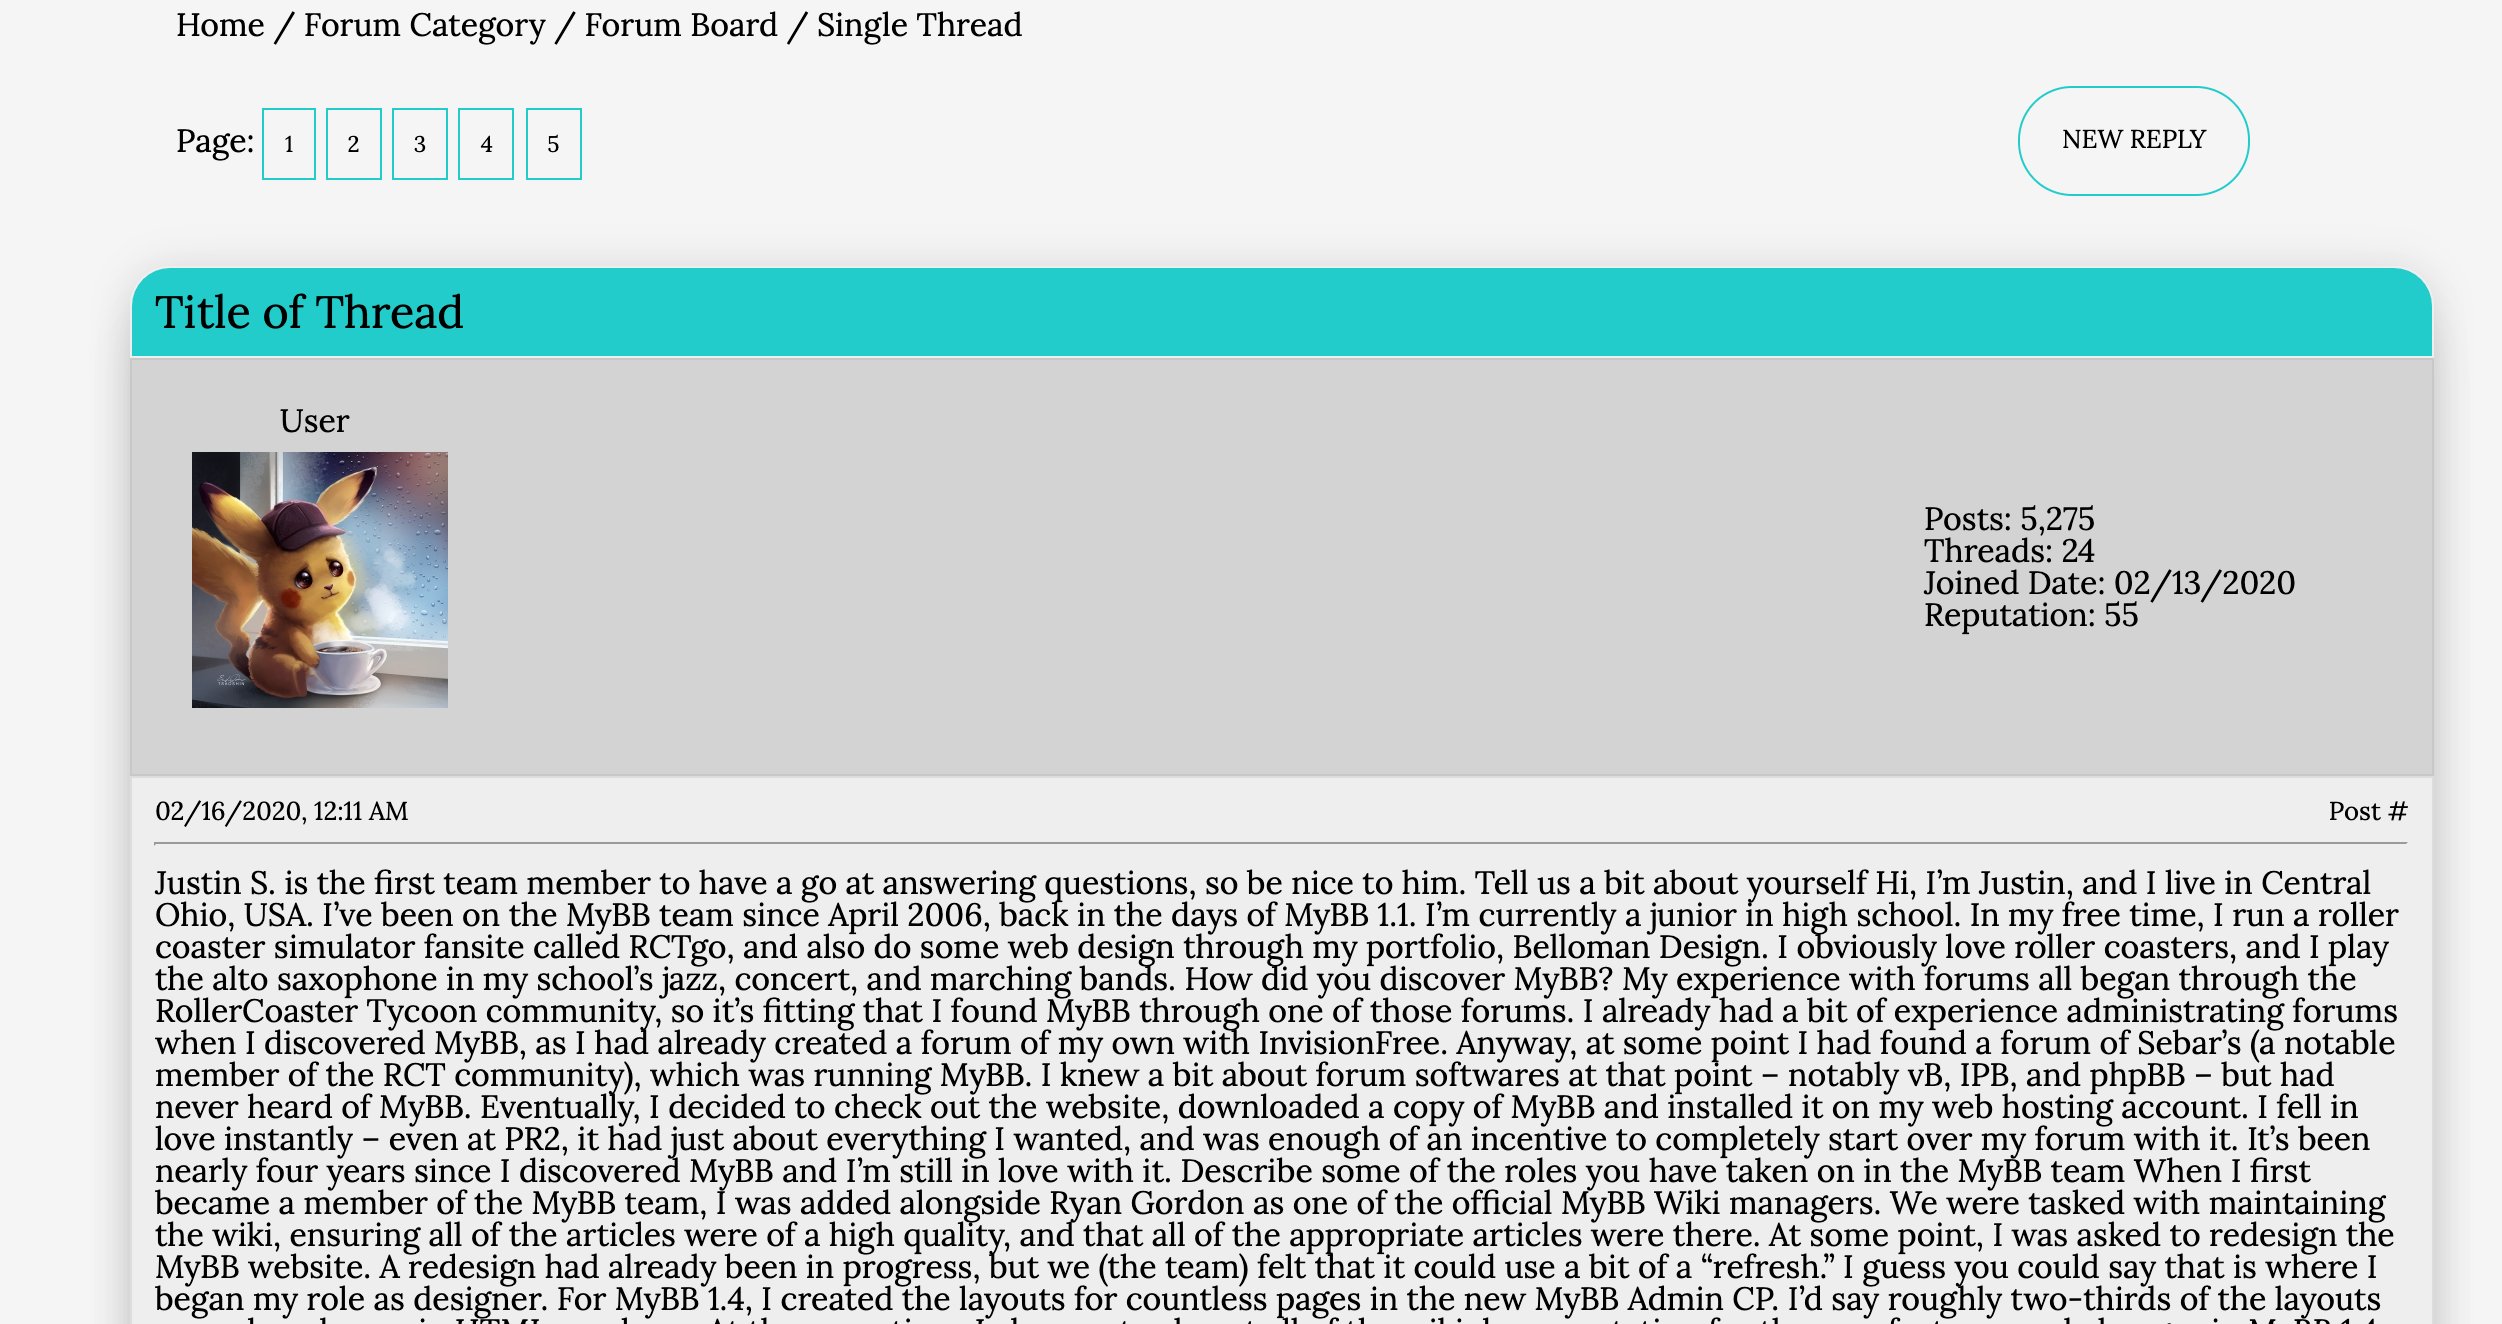 Home / Forum Category / Forum Board / Single Thread
Page: 1 2 3 4 5
NEW REPLY
Title of Thread
User
Posts: 5,275
Threads: 24
Joined Date: 02/13/2020
Reputation: 55
02/16/2020, 12:11 AM
Post #
Justin S. is the first team member to have a go at answering questions, so be nice to him. Tell us a bit about yourself Hi, I’m Justin, and I live in Central
Ohio, USA. I’ve been on the MyBB team since April 2006, back in the days of MyBB 1.1. I’m currently a junior in high school. In my free time, I run a roller
coaster simulator fansite called RCTgo, and also do some web design through my portfolio, Belloman Design. I obviously love roller coasters, and I play
the alto saxophone in my school’s jazz, concert, and marching bands. How did you discover MyBB? My experience with forums all began through the
RollerCoaster Tycoon community, so it’s fitting that I found MyBB through one of those forums. I already had a bit of experience administrating forums
when I discovered MyBB, as I had already created a forum of my own with InvisionFree. Anyway, at some point I had found a forum of Sebar’s (a notable
member of the RCT community), which was running MyBB. I knew a bit about forum softwares at that point – notably vB, IPB, and phpBB – but had
never heard of MyBB. Eventually, I decided to check out the website, downloaded a copy of MyBB and installed it on my web hosting account. I fell in
love instantly – even at PR2, it had just about everything I wanted, and was enough of an incentive to completely start over my forum with it. It’s been
nearly four years since I discovered MyBB and I’m still in love with it. Describe some of the roles you have taken on in the MyBB team When I first
became a member of the MyBB team, I was added alongside Ryan Gordon as one of the official MyBB Wiki managers. We were tasked with maintaining
the wiki, ensuring all of the articles were of a high quality, and that all of the appropriate articles were there. At some point, I was asked to redesign the
MyBB website. A redesign had already been in progress, but we (the team) felt that it could use a bit of a “refresh.” I guess you could say that is where I
began my role as designer. For MyBB 1.4, I created the layouts for countless pages in the new MyBB Admin CP. I’d say roughly two-thirds of the layouts